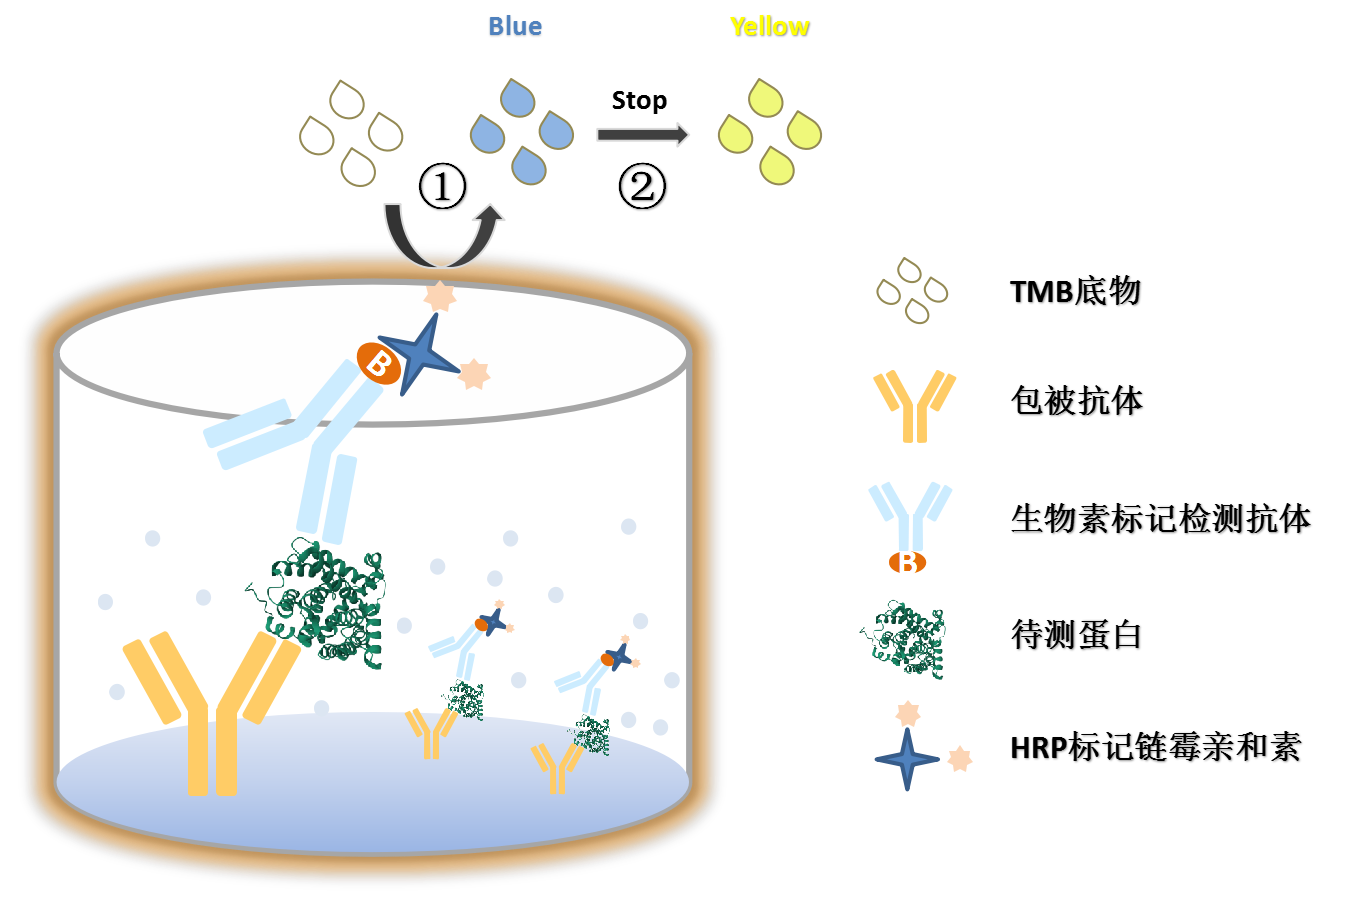 Blue
Yellow
Stop
①
②
TMB底物
包被抗体
B
生物素标记检测抗体
B
待测蛋白
HRP标记链霉亲和素